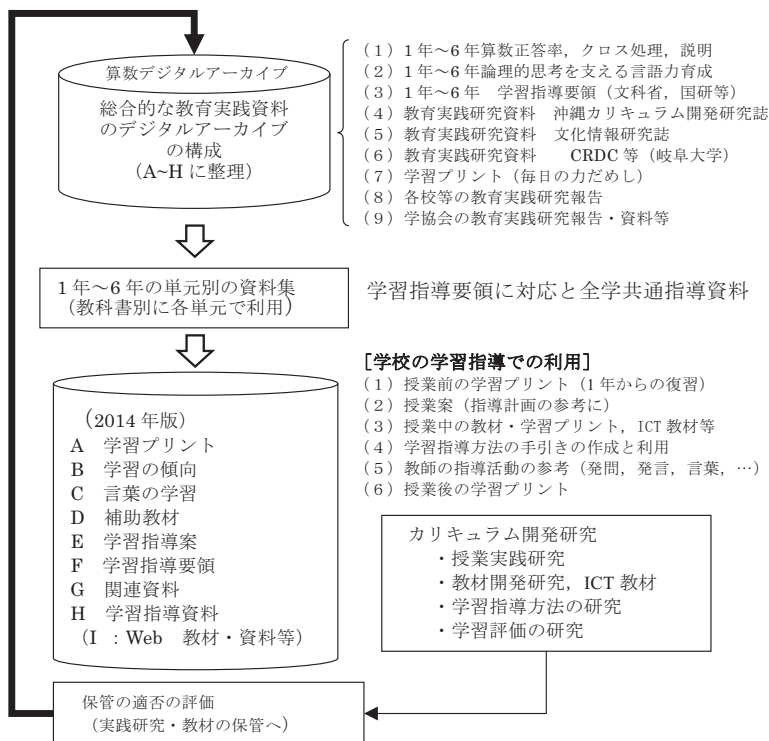 算数デジタルアーカイブ
総合的な教育実践資料
のデジタルアーカイブ
の構成
(A~H に整理)
(1) 1年～6年算数正答率，クロス処理，説明
(2) 1年～6年論理的思考を支える言語力育成
(3) 1年～6年　学習指導要領（文科省，国研等）
(4) 教育実践研究資料　沖縄カリキュラム開発研究誌
(5) 教育実践研究資料　文化情報研究誌
(6) 教育実践研究資料　　CRDC 等（岐阜大学）
(7) 学習プリント（毎日の力だめし）
(8) 各校等の教育実践研究報告
(9) 学協会の教育実践研究報告・資料等
1年～6年の単元別の資料集
(教科書別に各単元で利用)
学習指導要領に対応と全学共通指導資料
[学校の学習指導での利用]
(1) 授業前の学習プリント（1年からの復習）
(2) 授業案（指導計画の参考に）
(3) 授業中の教材・学習プリント，ICT 教材等
(4) 学習指導方法の手引きの作成と利用
(5) 教師の指導活動の参考（発問，発言，言葉，…）
(6) 授業後の学習プリント
(2014 年版)
A　学習プリント
B　学習の傾向
C　言葉の学習
D　補助教材
E　学習指導案
F　学習指導要領
G　関連資料
H　学習指導資料
(I ：Web　教材・資料等)
カリキュラム開発研究
・授業実践研究
・教材開発研究，ICT 教材
・学習指導方法の研究
・学習評価の研究
保管の適否の評価
(実践研究・教材の保管へ)